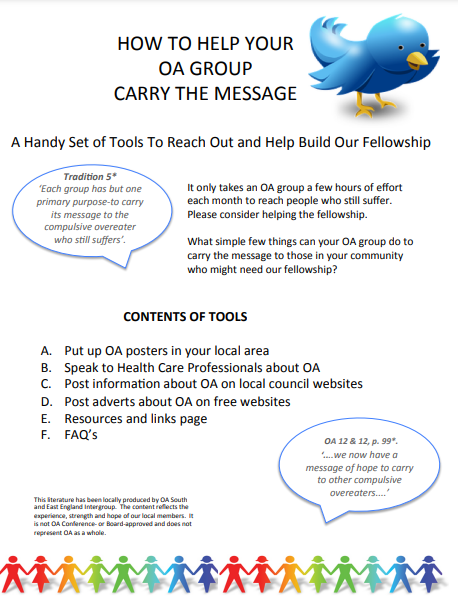 HOW TO HELP YOUR
OA GROUP
CARRY THE MESSAGE
A Handy Set of Tools To Reach Out and Help Build Our Fellowship
Tradition 5*
‘Each group has but one
primary purpose-to carry
its message to the
compulsive overeater
who still suffers’.
It only takes an OA group a few hours of effort
each month to reach people who still suffer.
Please consider helping the fellowship.
What simple few things can your OA group do to
carry the message to those in your community
who might need our fellowship?
CONTENTS OF TOOLS
A. Put up OA posters in your local area
B. Speak to Health Care Professionals about OA
C. Post information about OA on local council websites
D. Post adverts about OA on free websites
E. Resources and links page
F. FAQ’s
OA 12 & 12, p. 99*.
‘....we now have a
message of hope to carry
to other compulsive
overeaters....’
This literature has been locally produced by OA South
and East England Intergroup. The content reflects the
experience, strength and hope of our local members. It
is not OA Conference- or Board-approved and does not
represent OA as a whole.